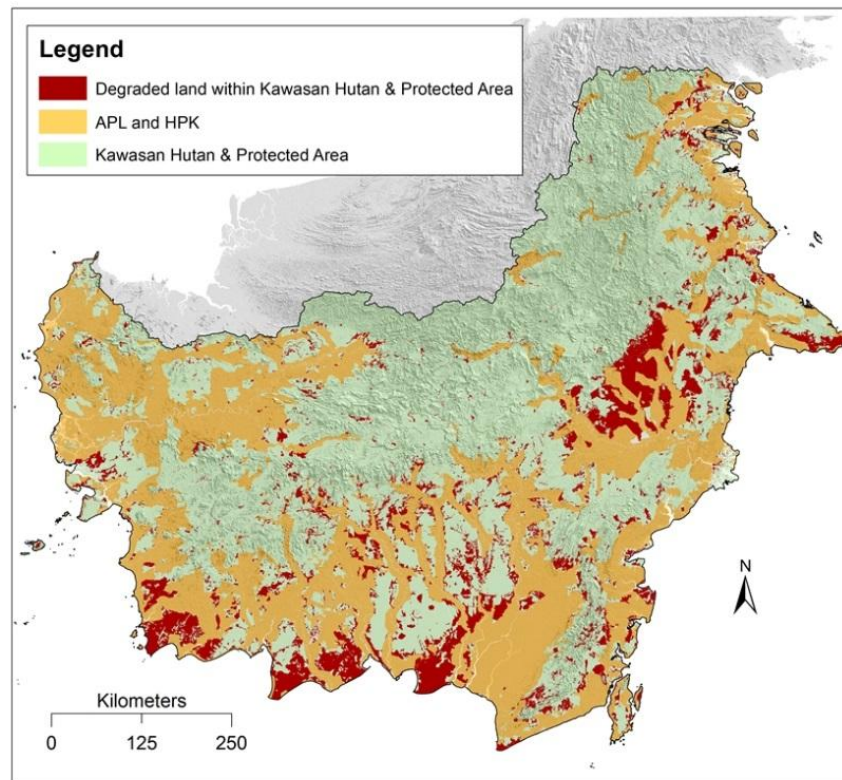 Legend
Degraded land within Kawasan Hutan & Protected Area
APL and HPK
Kawasan Hutan & Protected Area
N
Kilometers
0 125 250